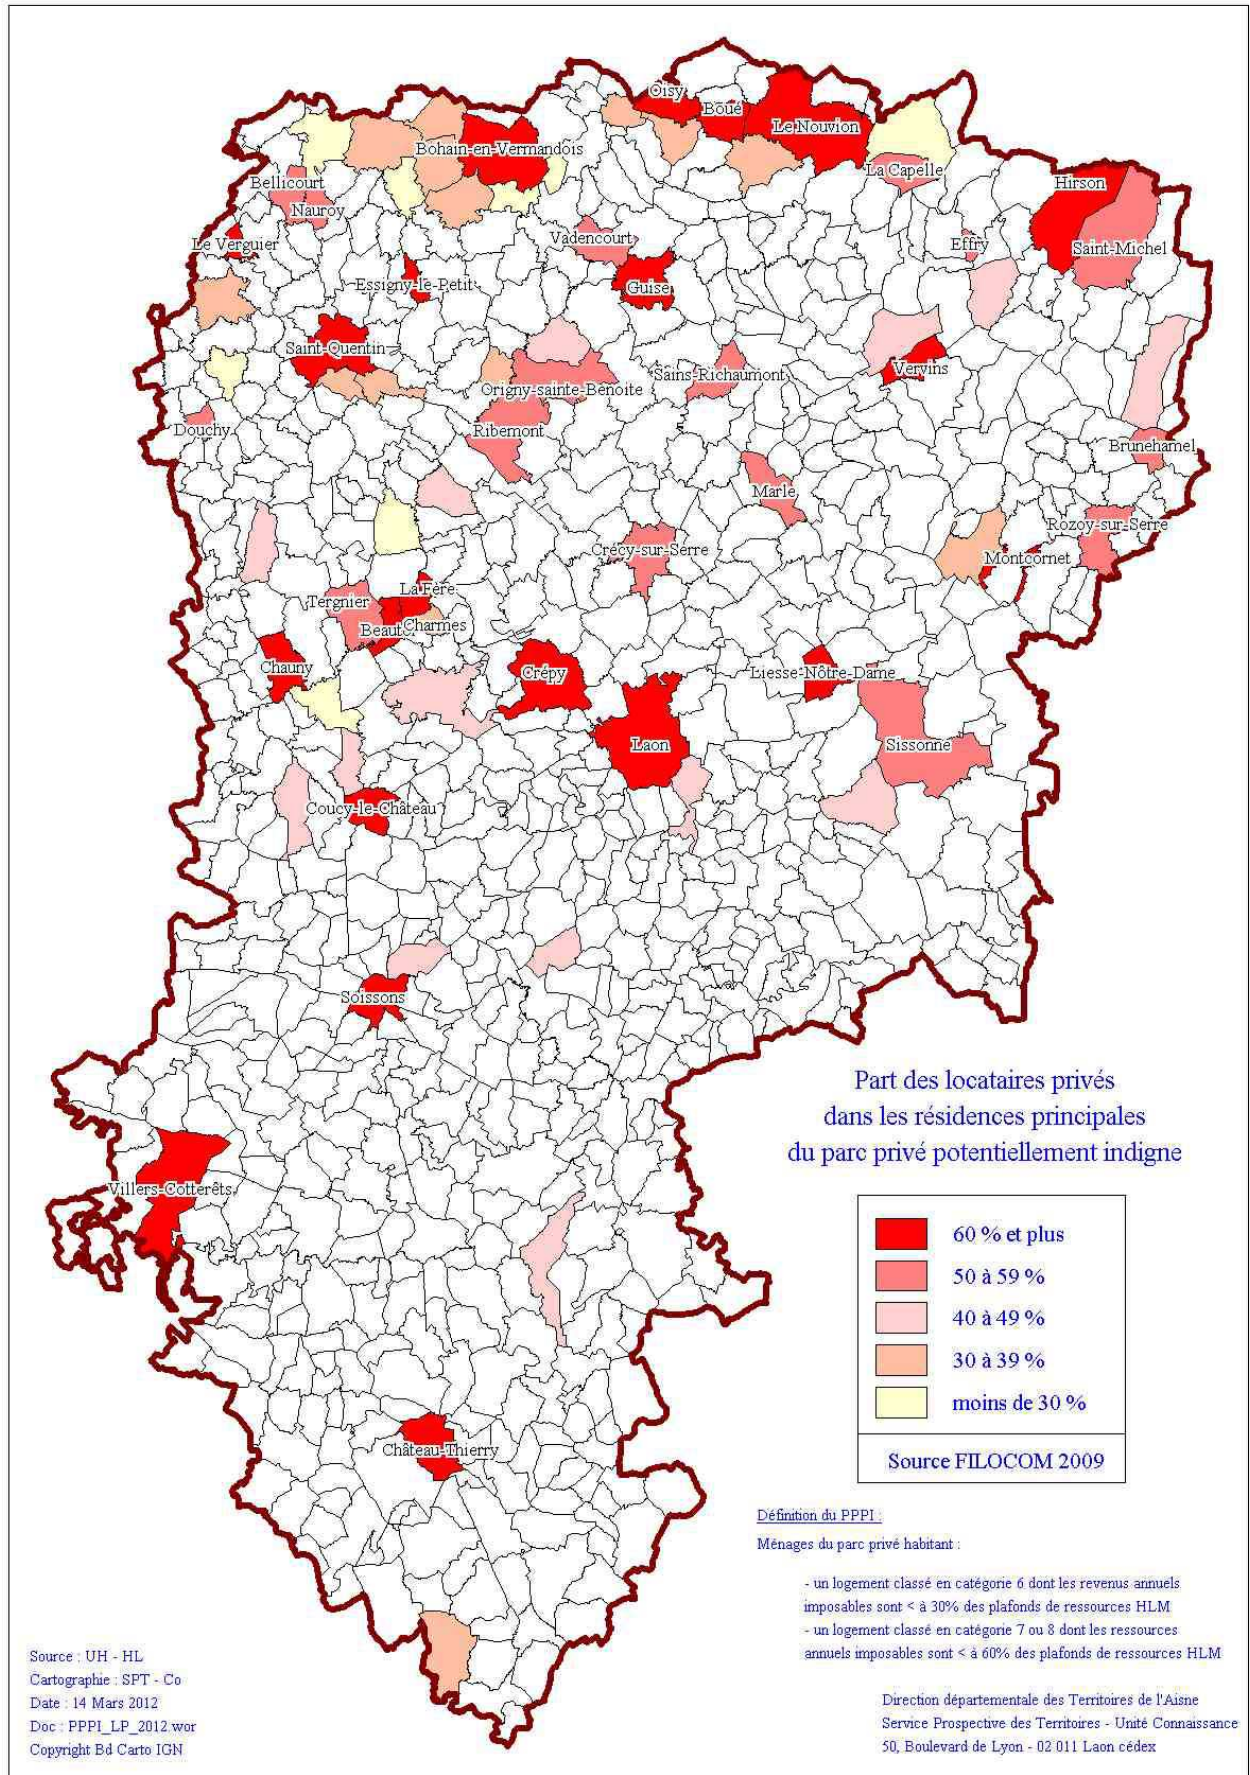 Oisy
Boué
Le Nouvion
Bohain-en-Vermandois
La Capelle
Hirson
Bellicourt
Nauroy
Le Verguier
Vadencourt
Effry
Saint-Michel
Essigny-le-Petit
Guise
Saint-Quentin
Vervins
Sains-Richaumont
Origny-sainte-Benoite
Douchy
Ribemont
Brunehamel
Marle
Rozoy-sur-Serre
Crécy-sur-Serre
Montcornet
La Fère
Tergnier
Beautor
Charmes
Chauny
Crépy
Liesse-Nôtre-Dame
Laon
Sissonne
Coucy-le-Château
Soissons
Villers-Cotterêts
Château-Thierry
Part des locataires privés
dans les résidences principales
du parc privé potentiellement indigne
60 % et plus
50 à 59 %
40 à 49 %
30 à 39 %
moins de 30 %
Source FILOCOM 2009
Définition du PPPI :
Ménages du parc privé habitant :
- un logement classé en catégorie 6 dont les revenus annuels
imposables sont < à 30% des plafonds de ressources HLM
- un logement classé en catégorie 7 ou 8 dont les ressources
annuels imposables sont < à 60% des plafonds de ressources HLM
Source : UH - HL
Cartographie : SPT - Co
Date : 14 Mars 2012
Doc : PPPI_LP_2012.wor
Copyright Bd Carto IGN
Direction départementale des Territoires de l'Aisne
Service Prospective des Territoires - Unité Connaissance
50, Boulevard de Lyon - 02 011 Laon cédex